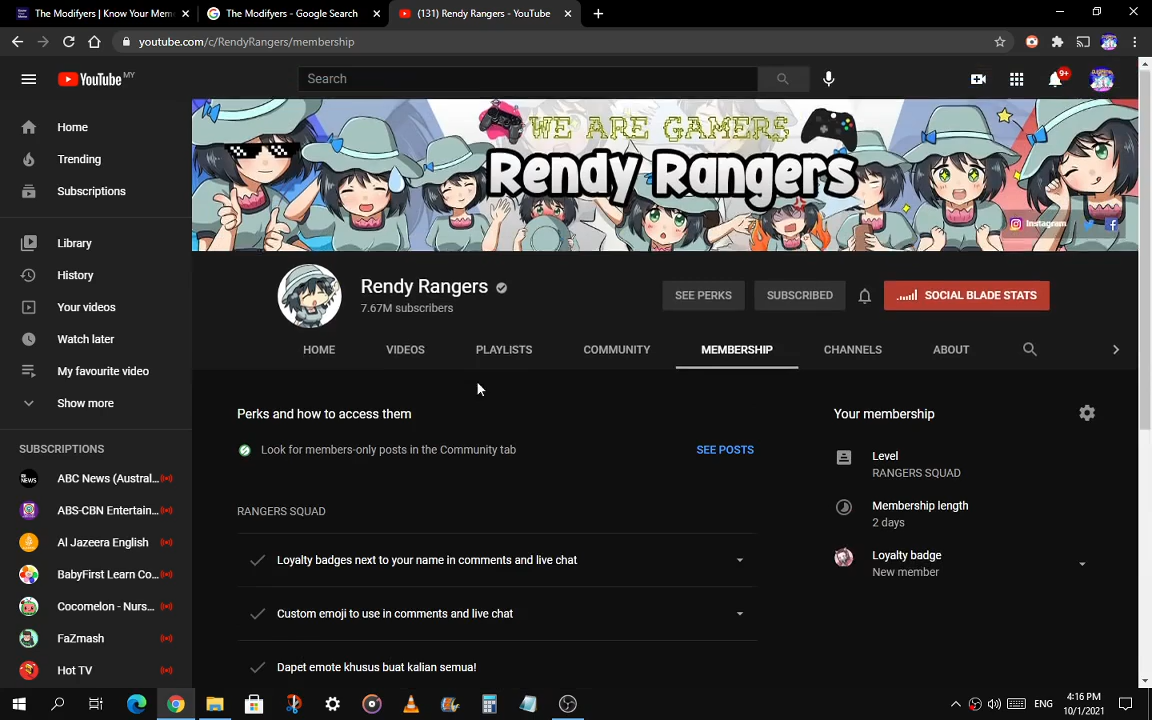 The Modifyers | Know Your Mem
The Modifyers - Google Search
(131) Rendy Rangers - YouTube
youtube.com/c/RendyRangers/membership
YouTube MY
Search
9+
Home
Trending
Subscriptions
Library
History
Your videos
Watch later
My favourite video
Show more
SUBSCRIPTIONS
ABC News (Austral...
ABS-CBN Entertain...
Al Jazeera English
BabyFirst Learn Co...
Cocomelon - Nurs...
FaZmash
Hot TV
WE ARE GAMERS
Rendy Rangers
Instagram
Rendy Rangers
7.67M subscribers
SEE PERKS
SUBSCRIBED
SOCIAL BLADE STATS
HOME
VIDEOS
PLAYLISTS
COMMUNITY
MEMBERSHIP
CHANNELS
ABOUT
Perks and how to access them
Look for members-only posts in the Community tab
SEE POSTS
RANGERS SQUAD
Loyalty badges next to your name in comments and live chat
Custom emoji to use in comments and live chat
Dapet emote khusus buat kalian semua!
Your membership
Level
RANGERS SQUAD
Membership length
2 days
Loyalty badge
New member
ENG
4:16 PM
10/1/2021